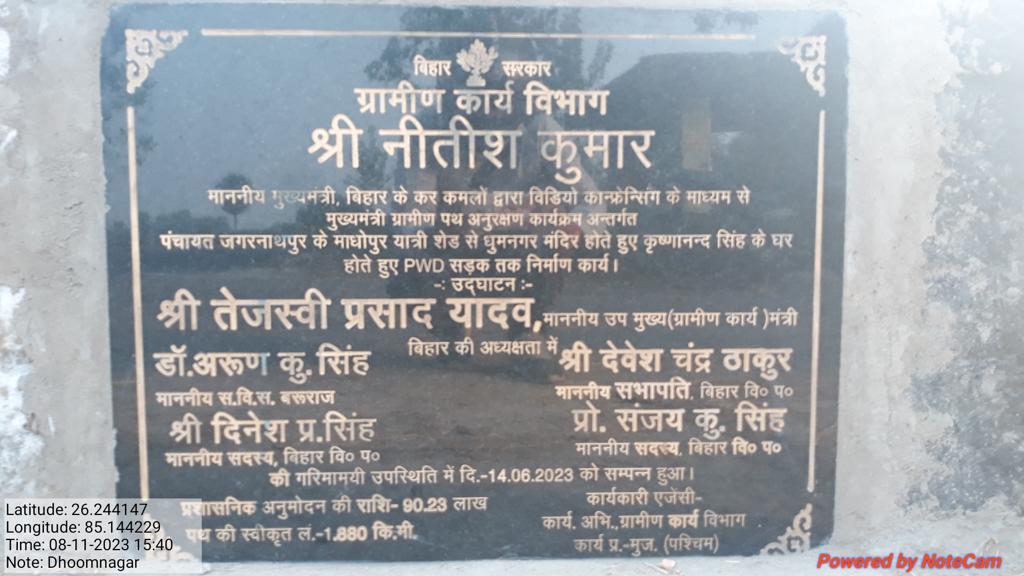 बिहार सरकार
ग्रामीण कार्य विभाग
श्री नीतीश कुमार
माननीय मुख्यमंत्री, बिहार के कर कमलों द्वारा विडियो कान्फ्रेन्सिंग के माध्यम से
मुख्यमंत्री ग्रामीण पथ अनुरक्षण कार्यक्रम अन्तर्गत
पंचायत जगरनाथपुर के माधोपुर यात्री शेड से धुमनगर मंदिर होते हुए कृष्णानन्द सिंह के घर
होते हुए PWD सड़क तक निर्माण कार्य।
-: उद्घाटन :-
श्री तेजस्वी प्रसाद यादव, माननीय उप मुख्य(ग्रामीण कार्य )मंत्री
बिहार की अध्यक्षता में
डॉ.अरूण कु. सिंह
माननीय स.वि.स. बरूराज
श्री देवेश चंद्र ठाकुर
माननीय सभापति, बिहार वि० प०
श्री दिनेश प्र.सिंह
माननीय सदस्य, बिहार वि० प०
प्रो. संजय कु. सिंह
माननीय सदस्य, बिहार वि० प०
की गरिमामयी उपस्थिति में दि.-14.06.2023 को सम्पन्न हुआ।
प्रशासनिक अनुमोदन की राशि- 90.23 लाख
पथ की स्वीकृत लं.-1.880 कि.मी.
कार्यकारी एजेंसी-
कार्य. अभि.,ग्रामीण कार्य विभाग
कार्य प्र.-मुज. (पश्चिम)
Latitude: 26.244147
Longitude: 85.144229
Time: 08-11-2023 15:40
Note: Dhoomnagar
Powered by NoteCam